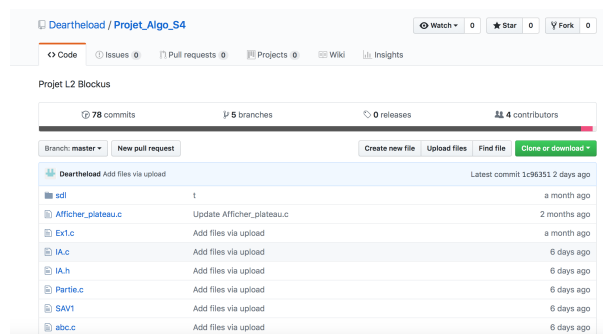 Deartheload / Projet_Algo_S4
Watch 0 Star 0 Fork 0
Code Issues 0 Pull requests 0 Projects 0 Wiki Insights
Projet L2 Blockus
78 commits 5 branches 0 releases 4 contributors
Branch: master New pull request Create new file Upload files Find file Clone or download
Deartheload Add files via upload Latest commit 1c96351 2 days ago
sdl t a month ago
Afficher_plateau.c Update Afficher_plateau.c 2 months ago
Ex1.c Add files via upload a month ago
IA.c Add files via upload 6 days ago
IA.h Add files via upload 6 days ago
Partie.c Add files via upload 6 days ago
SAV1 Add files via upload 6 days ago
abc.c Add files via upload 6 days ago